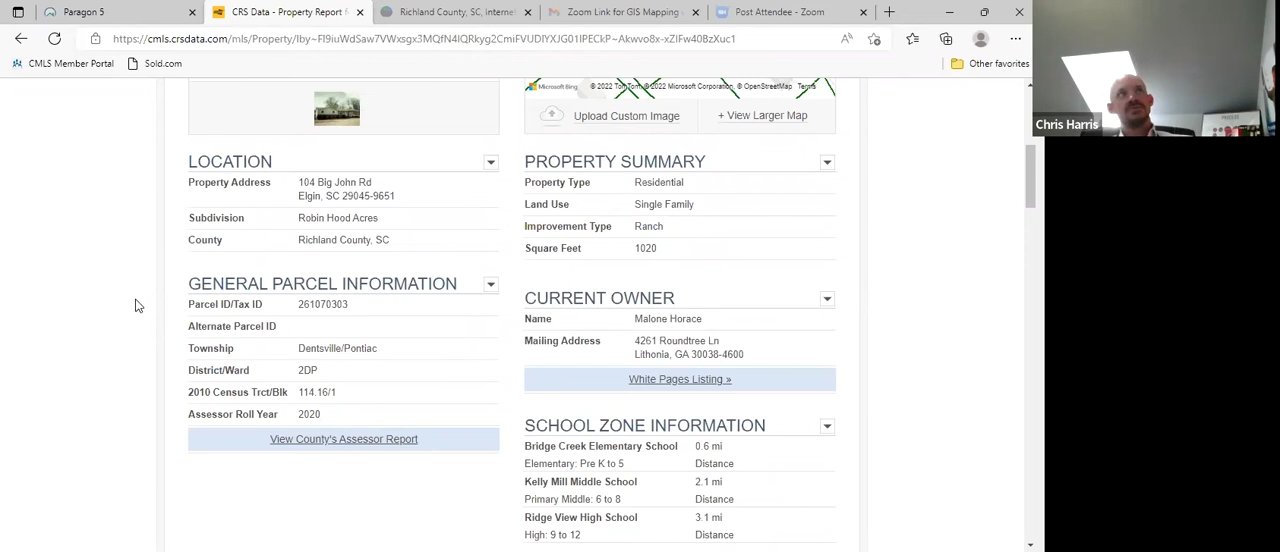 Paragon 5
CRS Data - Property Report f
Richland County, SC, Internet
Zoom Link for GIS Mapping
Post Attendee - Zoom
https://cmls.crsdata.com/mls/Property/
CMLS Member Portal
Sold.com
Other favorites
Microsoft Bing
© 2022 TomTom, © 2022 Microsoft Corporation, © OpenStreetMap Terms
Upload Custom Image
+ View Larger Map
Chris Harris
LOCATION
Property Address 104 Big John Rd
Elgin, SC 29045-9651
Subdivision Robin Hood Acres
County Richland County, SC
GENERAL PARCEL INFORMATION
Parcel ID/Tax ID 261070303
Alternate Parcel ID
Township Dentsville/Pontiac
District/Ward 2DP
2010 Census Trct/Blk 114.16/1
Assessor Roll Year 2020
View County's Assessor Report
PROPERTY SUMMARY
Property Type Residential
Land Use Single Family
Improvement Type Ranch
Square Feet 1020
CURRENT OWNER
Name Malone Horace
Mailing Address 4261 Roundtree Ln
Lithonia, GA 30038-4600
White Pages Listing »
SCHOOL ZONE INFORMATION
Bridge Creek Elementary School 0.6 mi
Elementary: Pre K to 5 Distance
Kelly Mill Middle School 2.1 mi
Primary Middle: 6 to 8 Distance
Ridge View High School 3.1 mi
High: 9 to 12 Distance